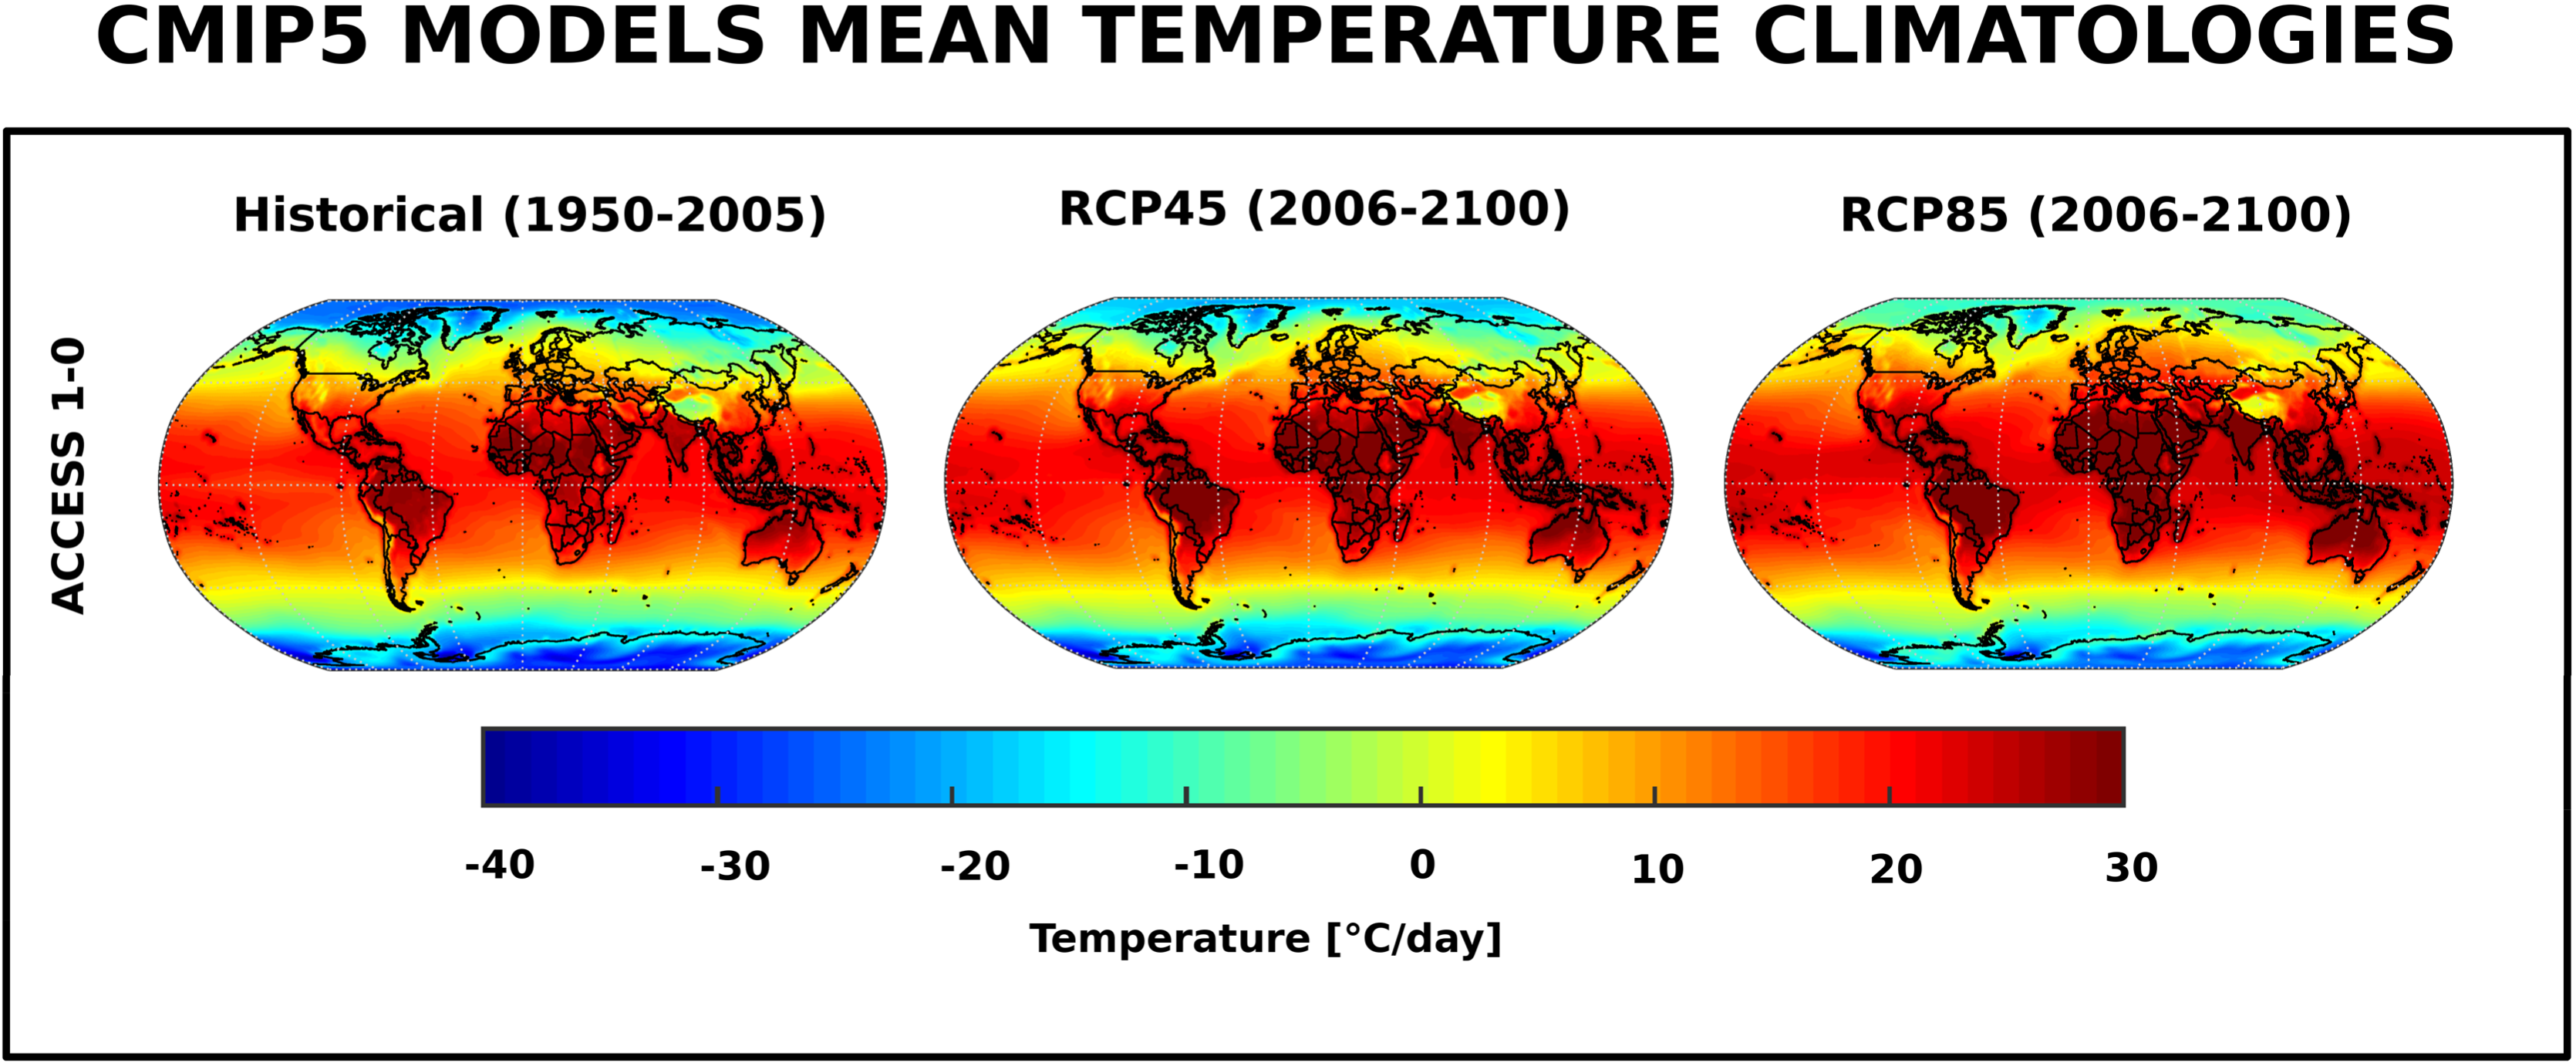 CMIP5 MODELS MEAN TEMPERATURE CLIMATOLOGIES
Historical (1950-2005)
RCP45 (2006-2100)
RCP85 (2006-2100)
ACCESS 1-0
-40 -30 -20 -10 0 10 20 30
Temperature [°C/day]